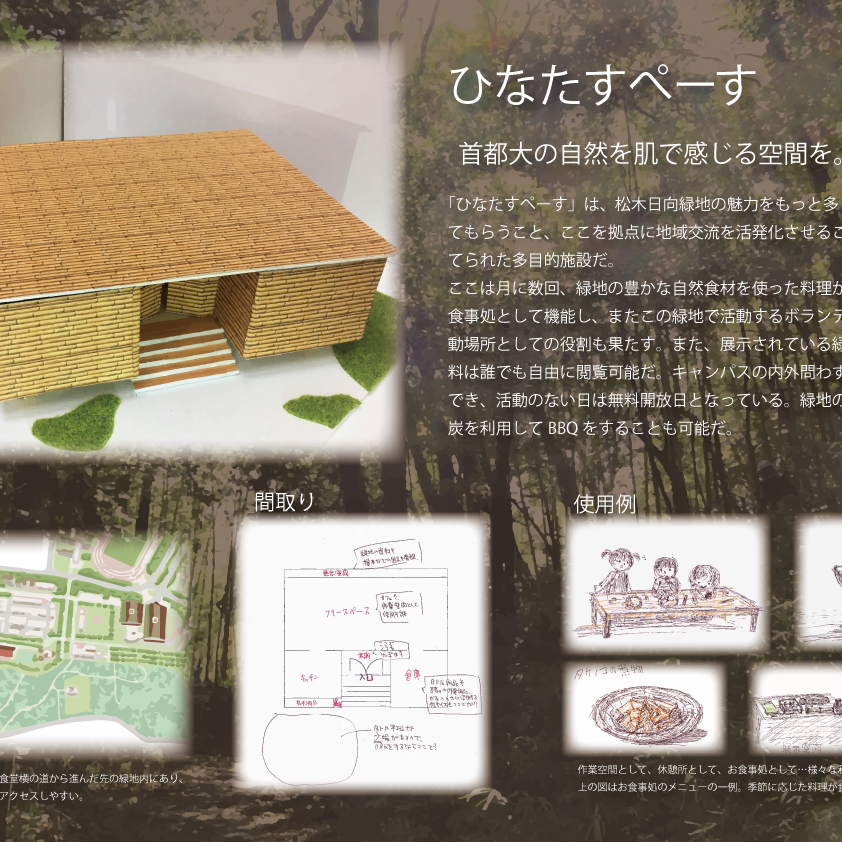 ひなたすぺーす
首都大の自然を肌で感じる空間を。
「ひなたすぺーす」は、松木日向緑地の魅力をもっと多
てもらうこと、ここを拠点に地域交流を活発化させるこ
てられた多目的施設だ。
ここは月に数回、緑地の豊かな自然食材を使った料理が
食事処として機能し、またこの緑地で活動するボランテ
動場所としての役割も果たす。また、展示されている緑
料は誰でも自由に閲覧可能だ。キャンパスの内外問わず
でき、活動のない日は無料開放日となっている。緑地の
炭を利用して BBQ をすることも可能だ。
間取り
使用例
フリースペース
キッチン
玄関
入口
倉庫
タケノコの煮物
食堂横の道から進んだ先の緑地内にあり、
アクセスしやすい。
作業空間として、休憩所として、お食事処として…様々な利
上の図はお食事処のメニューの一例。季節に応じた料理が食